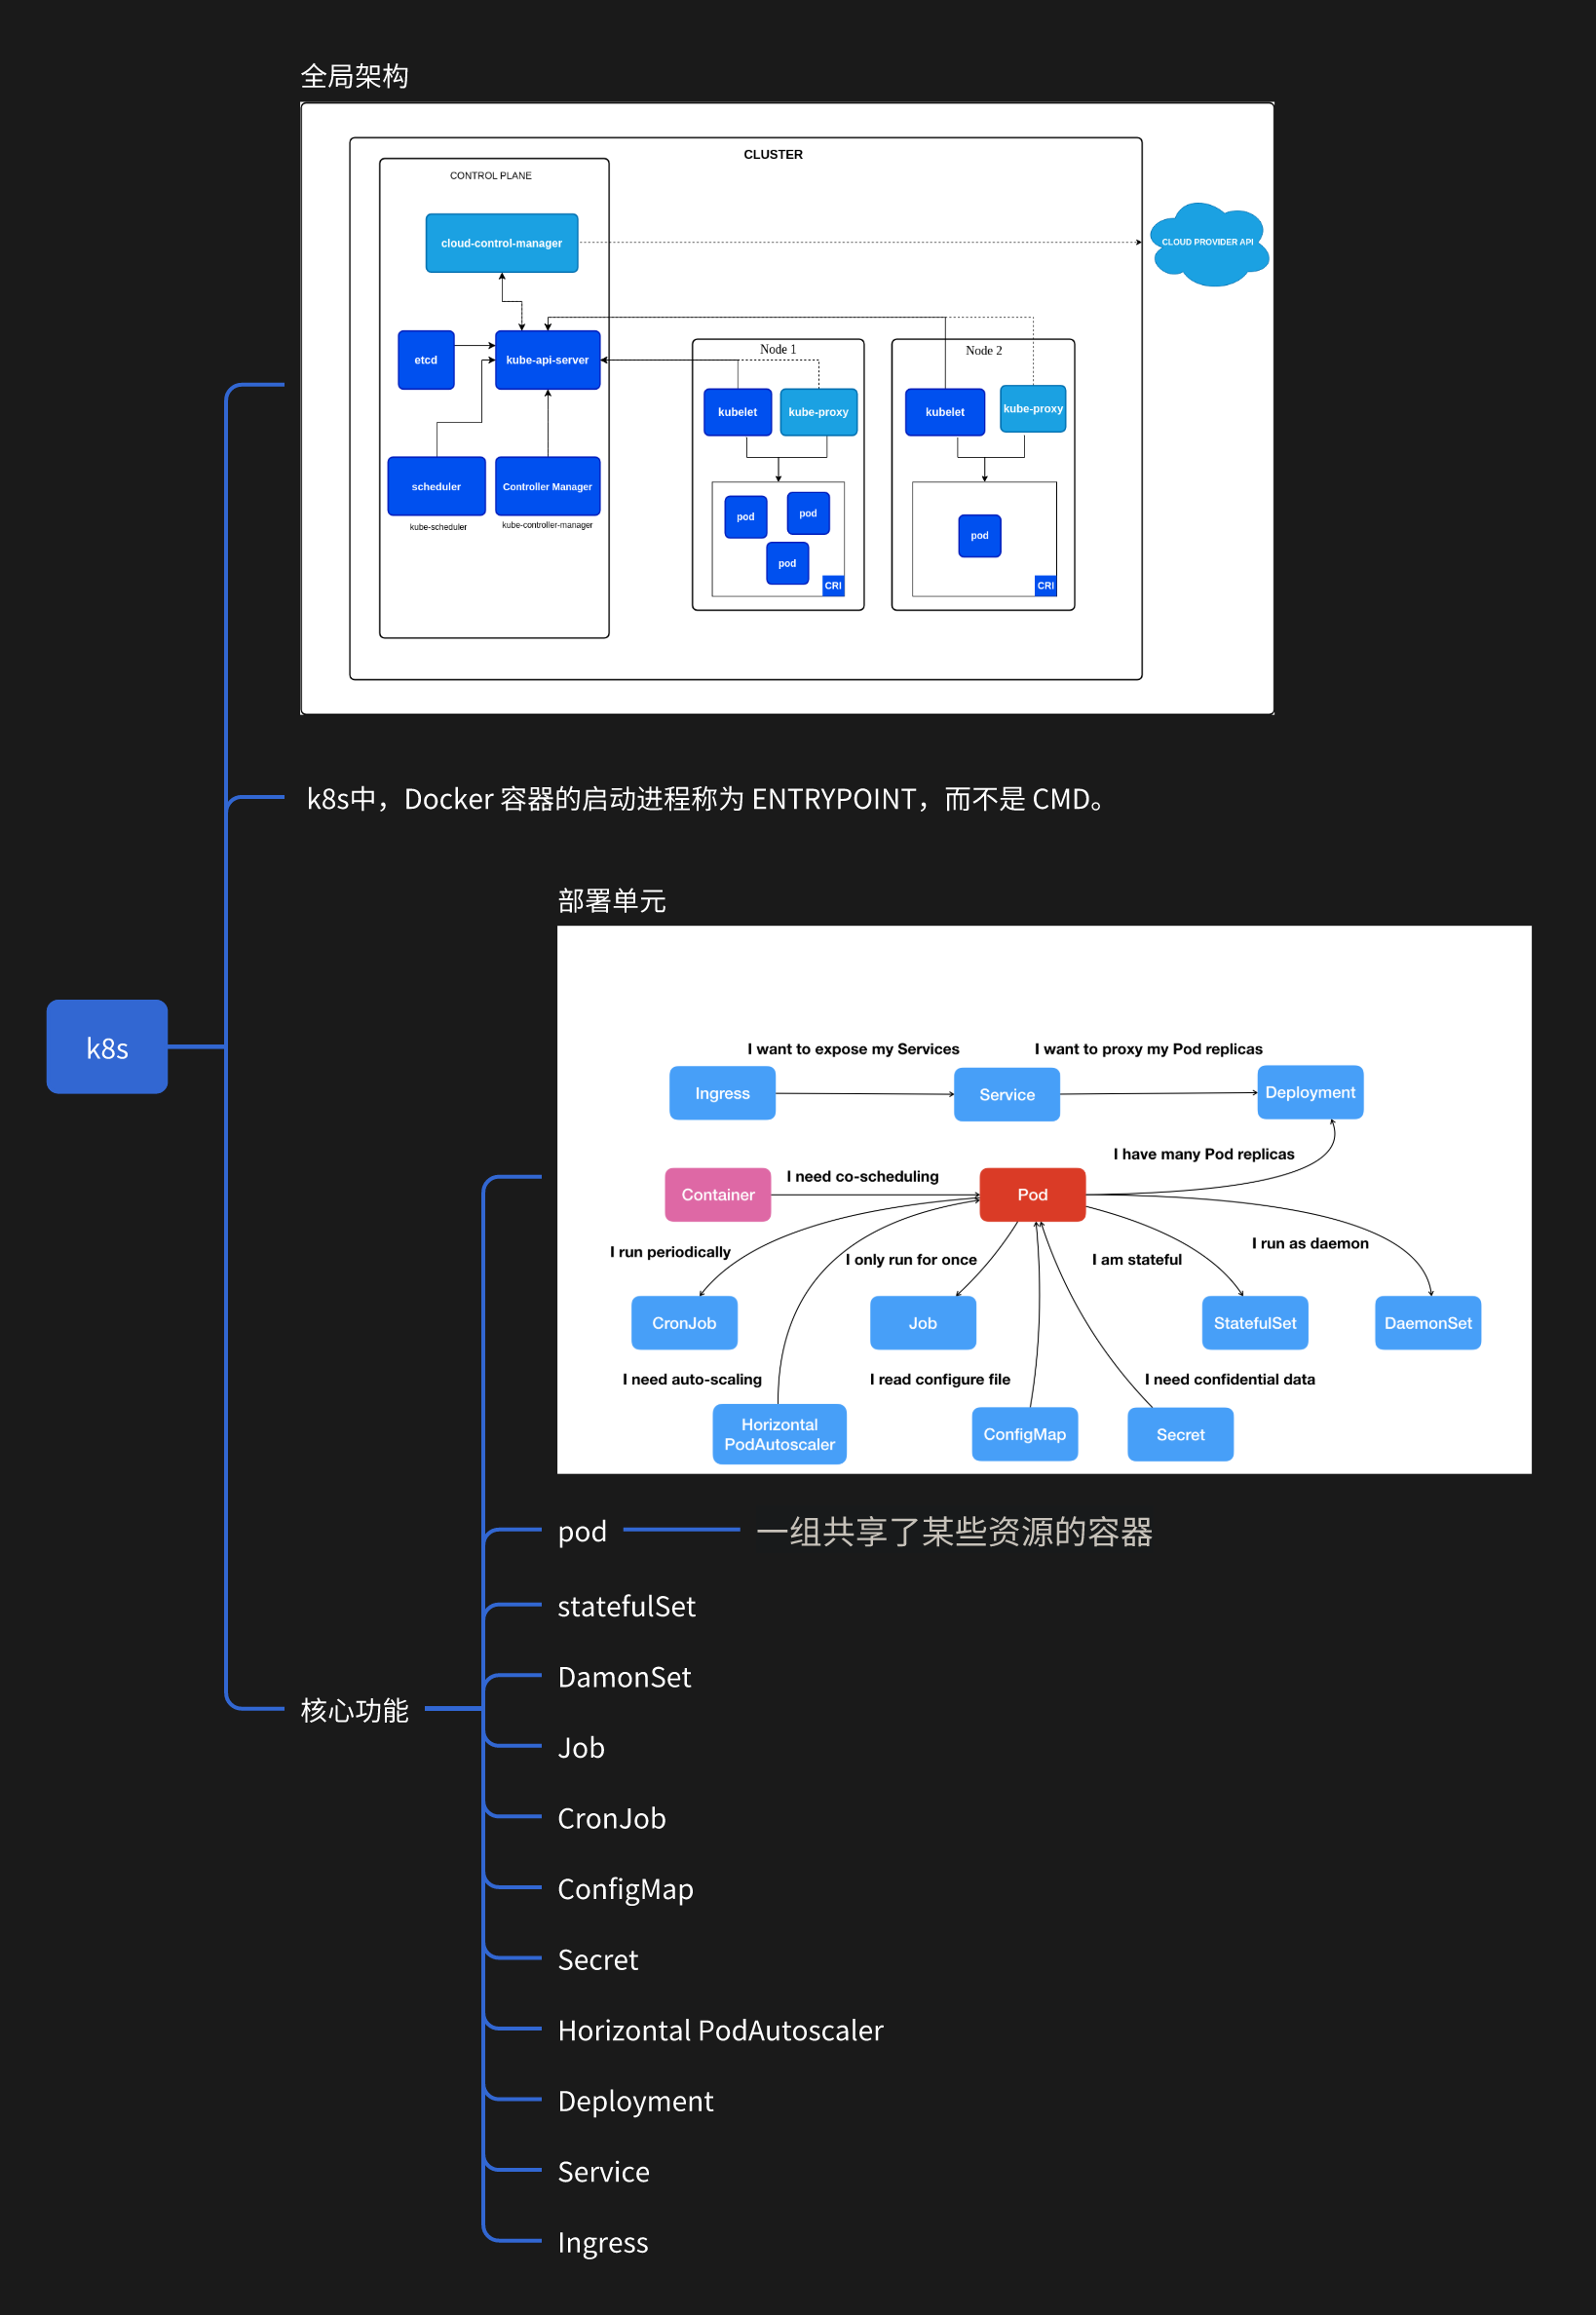 全局架构
CLUSTER
CONTROL PLANE
cloud-control-manager
CLOUD PROVIDER API
etcd
kube-api-server
Node 1
Node 2
kubelet
kube-proxy
kubelet
kube-proxy
scheduler
Controller Manager
kube-scheduler
kube-controller-manager
pod
pod
pod
CRI
pod
CRI
k8s中，Docker 容器的启动进程称为 ENTRYPOINT，而不是 CMD。
部署单元
k8s
I want to expose my Services
I want to proxy my Pod replicas
Ingress
Service
Deployment
I have many Pod replicas
Container
I need co-scheduling
Pod
I run periodically
I only run for once
I am stateful
I run as daemon
CronJob
Job
StatefulSet
DaemonSet
I need auto-scaling
I read configure file
I need confidential data
Horizontal
PodAutoscaler
ConfigMap
Secret
核心功能
pod
一组共享了某些资源的容器
statefulSet
DamonSet
Job
CronJob
ConfigMap
Secret
Horizontal PodAutoscaler
Deployment
Service
Ingress